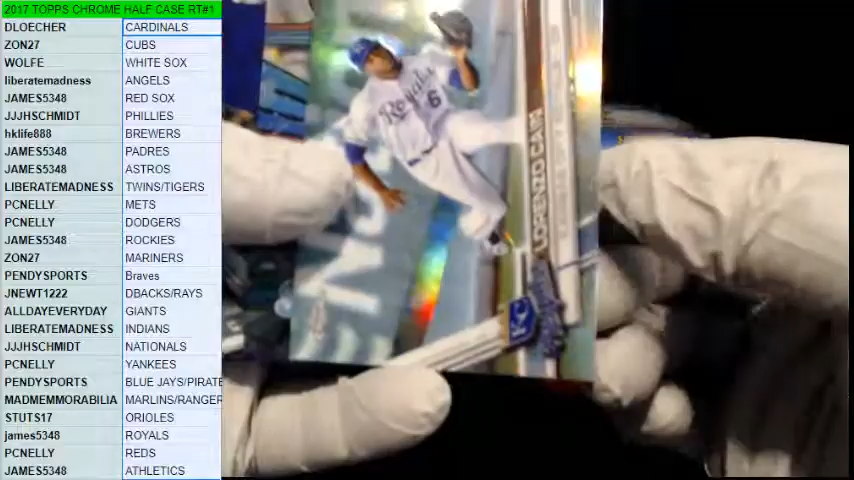 2017 TOPPS CHROME HALF CASE RT#1
DLOECHER CARDINALS
ZON27 CUBS
WOLFE WHITE SOX
liberatemadness ANGELS
JAMES5348 RED SOX
JJJHSCHMIDT PHILLIES
hklife888 BREWERS
JAMES5348 PADRES
JAMES5348 ASTROS
LIBERATEMADNESS TWINS/TIGERS
PCNELLY METS
PCNELLY DODGERS
JAMES5348 ROCKIES
ZON27 MARINERS
PENDYSPORTS Braves
JNEWT1222 DBACKS/RAYS
ALLDAYEVERYDAY GIANTS
LIBERATEMADNESS INDIANS
JJJHSCHMIDT NATIONALS
PCNELLY YANKEES
PENDYSPORTS BLUE JAYS/PIRATE
MADMEMMORABILIA MARLINS/RANGER
STUTS17 ORIOLES
james5348 ROYALS
PCNELLY REDS
JAMES5348 ATHLETICS
Royals
6
LORENZO CAIN
KC